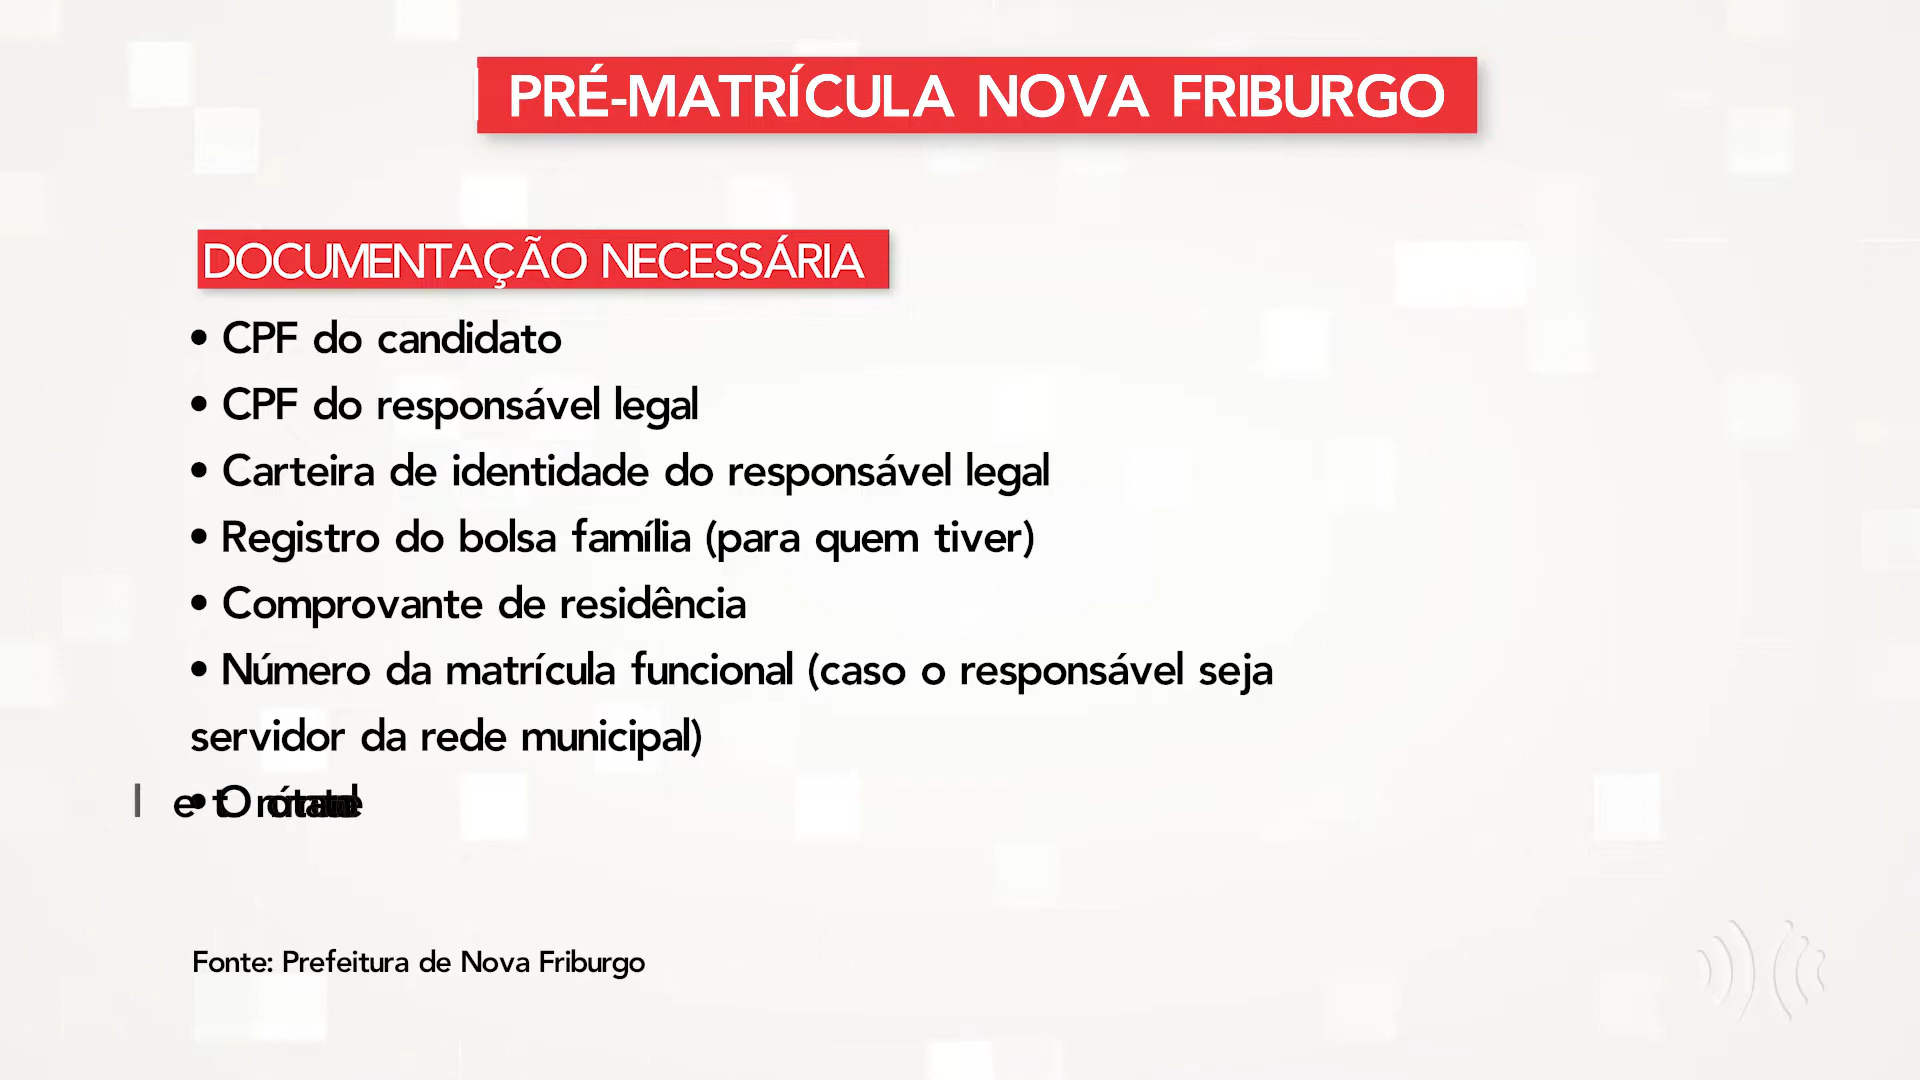 PRÉ-MATRÍCULA NOVA FRIBURGO
DOCUMENTAÇÃO NECESSÁRIA
• CPF do candidato
• CPF do responsável legal
• Carteira de identidade do responsável legal
• Registro do bolsa família (para quem tiver)
• Comprovante de residência
• Número da matrícula funcional (caso o responsável seja
servidor da rede municipal)
Fonte: Prefeitura de Nova Friburgo